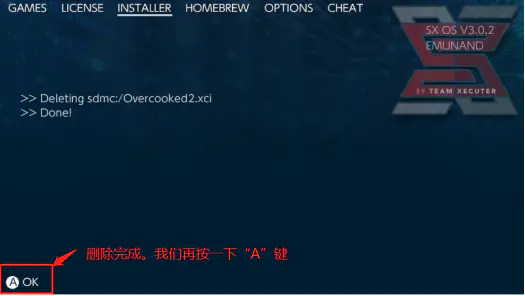 GAMES LICENSE INSTALLER HOMEBREW OPTIONS CHEAT
SX OS V3.0.2
EMUNAND
BY TEAM XECUTER
>> Deleting sdmc:/Overcooked2.xci
>> Done!
删除完成。我们再按一下“A”键
A OK